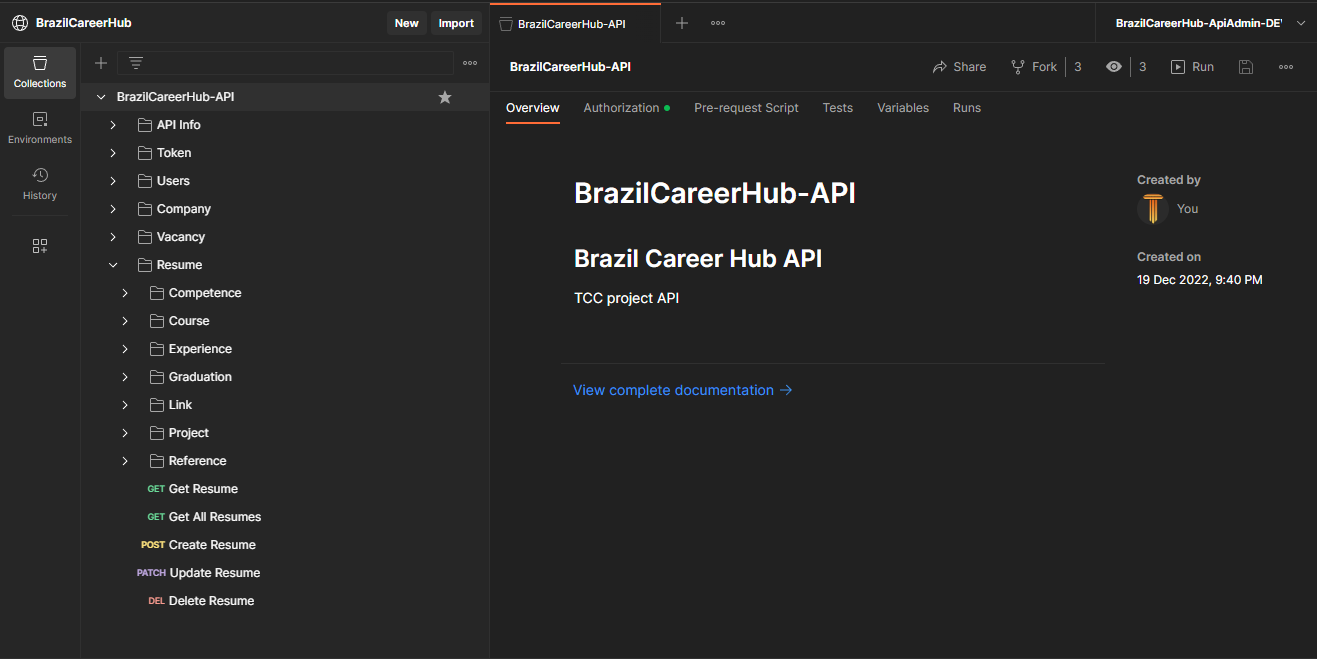 BrazilCareerHub
New
Import
Collections
Environments
History
BrazilCareerHub-API
API Info
Token
Users
Company
Vacancy
Resume
Competence
Course
Experience
Graduation
Link
Project
Reference
GET Get Resume
GET Get All Resumes
POST Create Resume
PATCH Update Resume
DEL Delete Resume
BrazilCareerHub-API
BrazilCareerHub-ApiAdmin-DE
BrazilCareerHub-API
Share
Fork 3
3
Run
Overview
Authorization
Pre-request Script
Tests
Variables
Runs
BrazilCareerHub-API
Brazil Career Hub API
TCC project API
View complete documentation →
Created by
You
Created on
19 Dec 2022, 9:40 PM